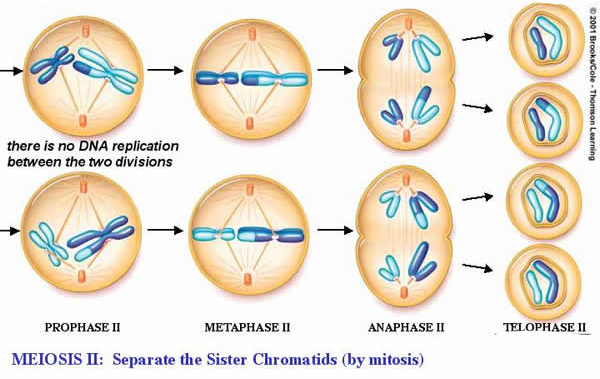 © 2001 Brooks/Cole - Thomson Learning
there is no DNA replication
between the two divisions
PROPHASE II
METAPHASE II
ANAPHASE II
TELOPHASE II
MEIOSIS II: Separate the Sister Chromatids (by mitosis)